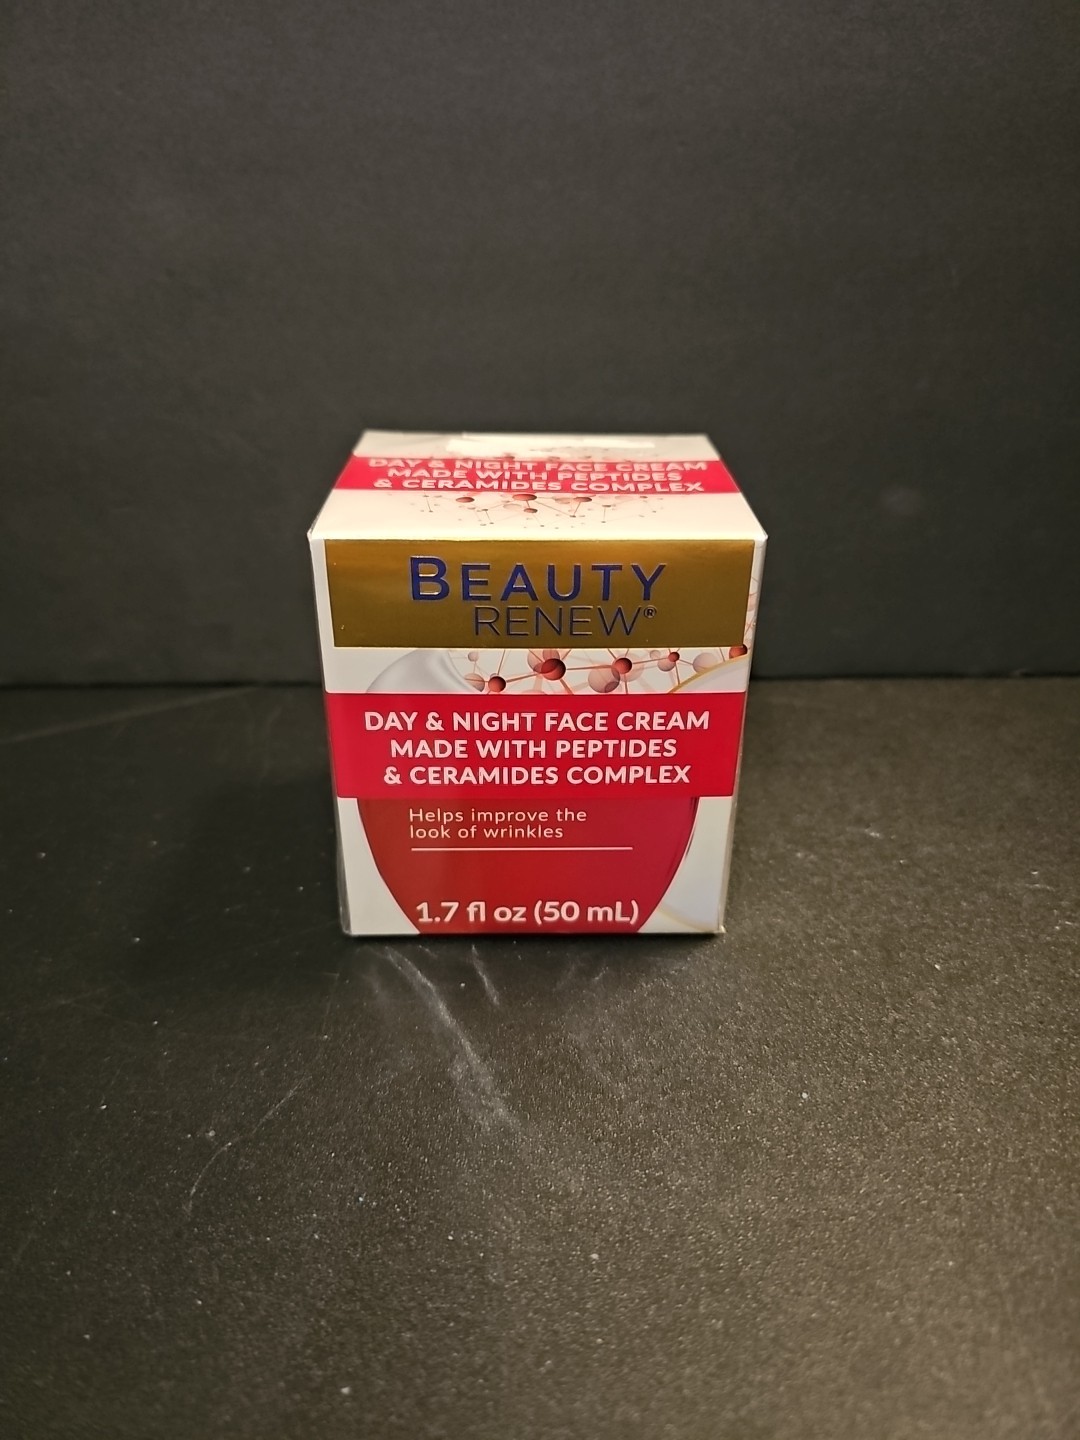 DAY & NIGHT FACE CREAM
MADE WITH PEPTIDES
& CERAMIDES COMPLEX
BEAUTY
RENEW®
DAY & NIGHT FACE CREAM
MADE WITH PEPTIDES
& CERAMIDES COMPLEX
Helps improve the
look of wrinkles
1.7 fl oz (50 mL)